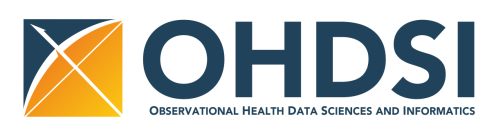 OHDSI
OBSERVATIONAL HEALTH DATA SCIENCES AND INFORMATICS